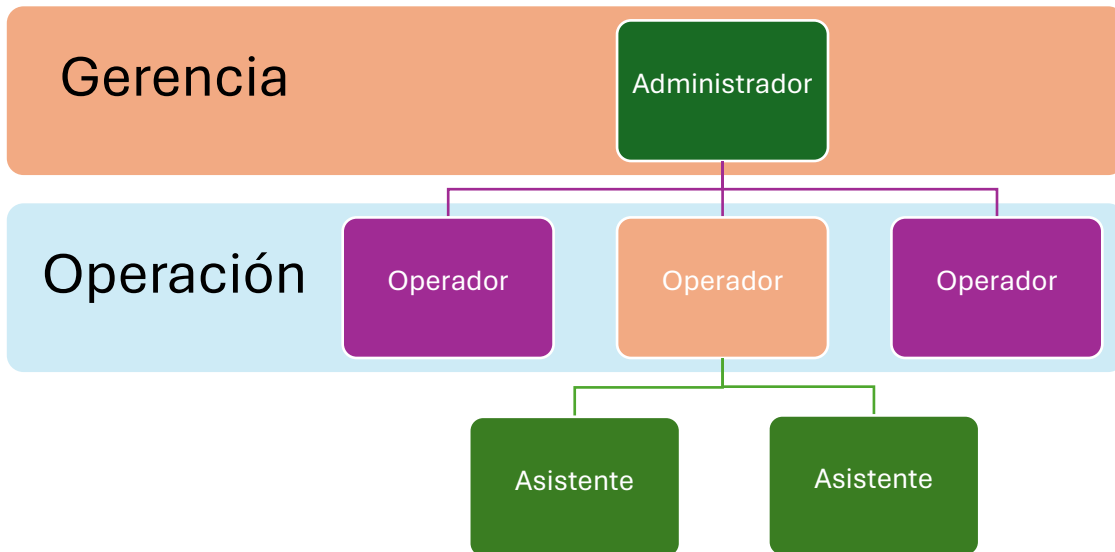 Gerencia
Administrador
Operación
Operador
Operador
Operador
Asistente
Asistente